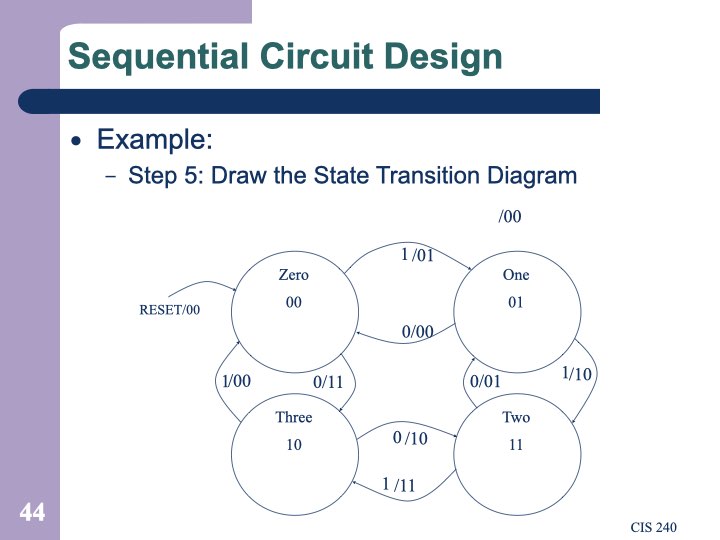 Sequential Circuit Design
• Example:
– Step 5: Draw the State Transition Diagram
/00
1/01
Zero
00
One
01
RESET/00
0/00
1/00
0/11
0/01
1/10
Three
10
Two
11
0/10
1/11
44
CIS 240